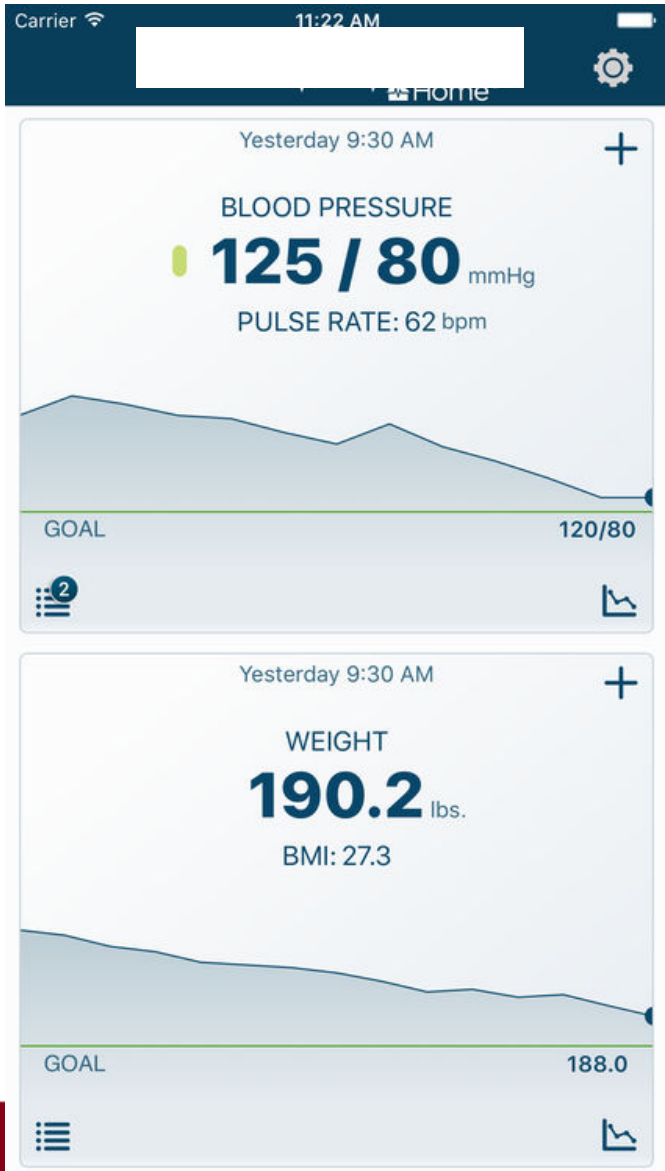 Carrier
11:22 AM
Home
Yesterday 9:30 AM
BLOOD PRESSURE
125 / 80 mmHg
PULSE RATE: 62 bpm
GOAL
120/80
2
Yesterday 9:30 AM
WEIGHT
190.2 lbs.
BMI: 27.3
GOAL
188.0